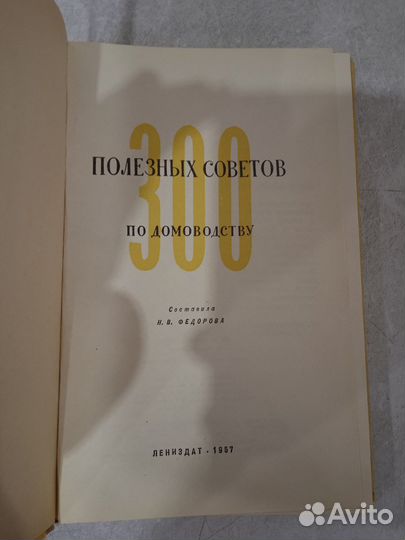 300
ПОЛЕЗНЫХ СОВЕТОВ
ПО ДОМОВОДСТВУ
Составила
Н. В. ФЕДОРОВА
ЛЕНИЗДАТ · 1957
Avito